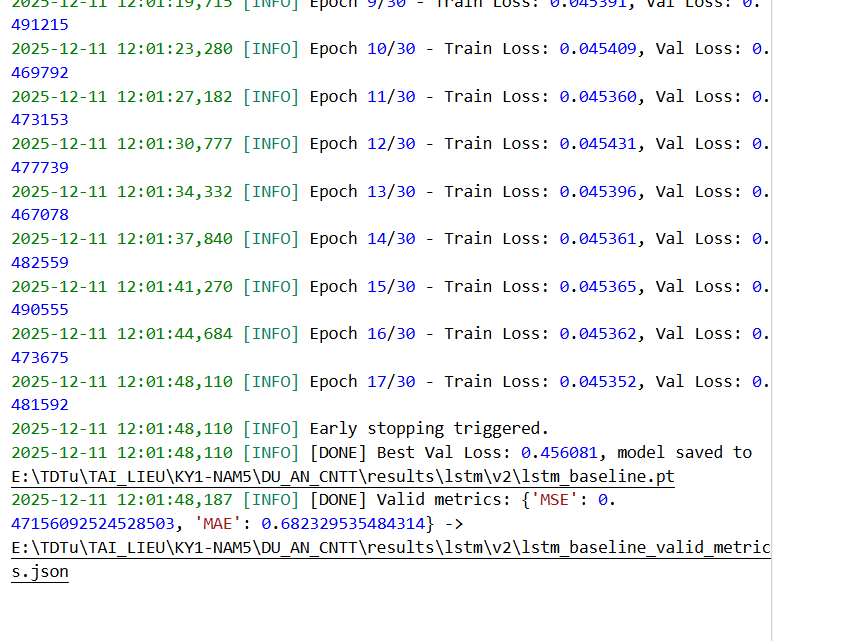 2025-12-11 12:01:19,715 [INFO] Epoch 9/30 - Train Loss: 0.045391, Val Loss: 0.
491215
2025-12-11 12:01:23,280 [INFO] Epoch 10/30 - Train Loss: 0.045409, Val Loss: 0.
469792
2025-12-11 12:01:27,182 [INFO] Epoch 11/30 - Train Loss: 0.045360, Val Loss: 0.
473153
2025-12-11 12:01:30,777 [INFO] Epoch 12/30 - Train Loss: 0.045431, Val Loss: 0.
477739
2025-12-11 12:01:34,332 [INFO] Epoch 13/30 - Train Loss: 0.045396, Val Loss: 0.
467078
2025-12-11 12:01:37,840 [INFO] Epoch 14/30 - Train Loss: 0.045361, Val Loss: 0.
482559
2025-12-11 12:01:41,270 [INFO] Epoch 15/30 - Train Loss: 0.045365, Val Loss: 0.
490555
2025-12-11 12:01:44,684 [INFO] Epoch 16/30 - Train Loss: 0.045362, Val Loss: 0.
473675
2025-12-11 12:01:48,110 [INFO] Epoch 17/30 - Train Loss: 0.045352, Val Loss: 0.
481592
2025-12-11 12:01:48,110 [INFO] Early stopping triggered.
2025-12-11 12:01:48,110 [INFO] [DONE] Best Val Loss: 0.456081, model saved to
E:\TDTu\TAI_LIEU\KY1-NAM5\DU_AN_CNTT\results\lstm\v2\lstm_baseline.pt
2025-12-11 12:01:48,187 [INFO] [DONE] Valid metrics: {'MSE': 0.
47156092524528503, 'MAE': 0.682329535484314} ->
E:\TDTu\TAI_LIEU\KY1-NAM5\DU_AN_CNTT\results\lstm\v2\lstm_baseline_valid_metric
s.json